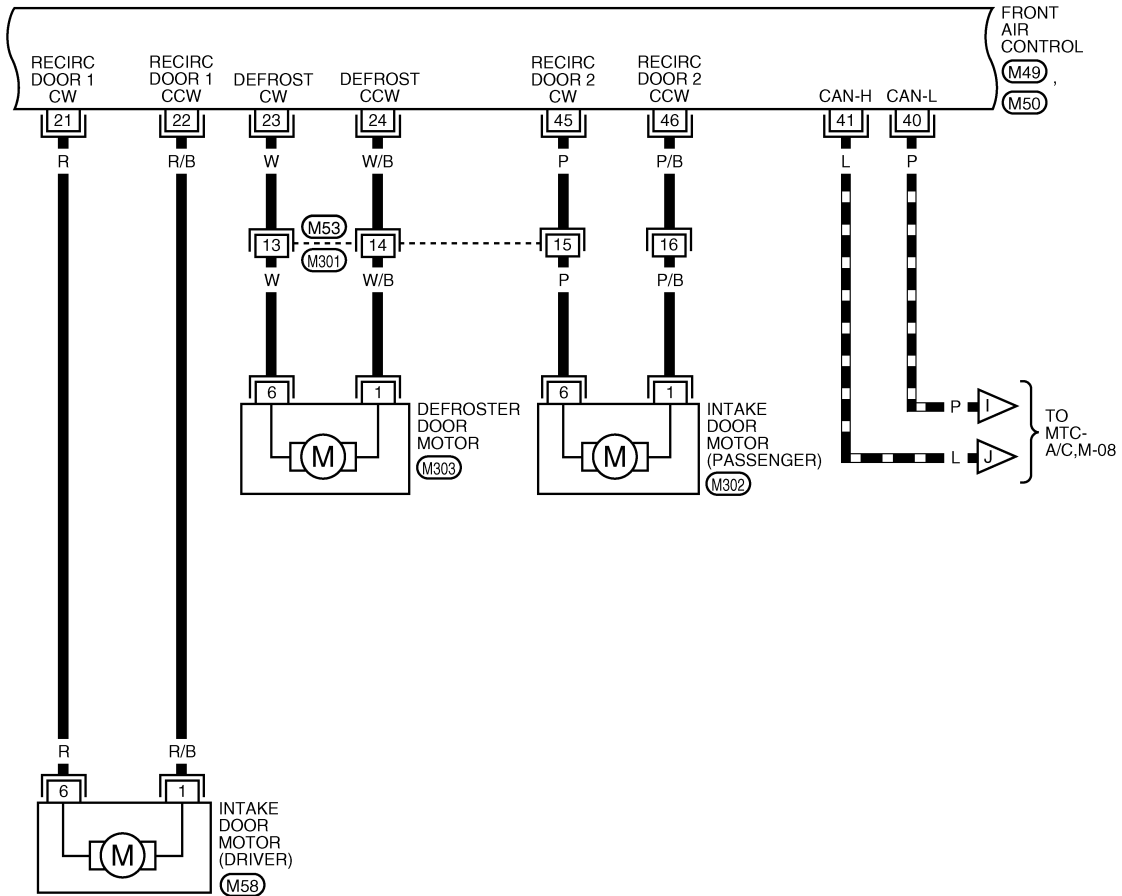 FRONT
AIR
CONTROL
M49 ,
M50
RECIRC
DOOR 1
CW
RECIRC
DOOR 1
CCW
DEFROST
CW
DEFROST
CCW
RECIRC
DOOR 2
CW
RECIRC
DOOR 2
CCW
CAN-H
CAN-L
21 22 23 24 45 46 41 40
R R/B W W/B P P/B L P
M53
13 14 15 16
M301
W W/B P P/B
6 1 6 1
DEFROSTER
DOOR
MOTOR
M303
M
INTAKE
DOOR
MOTOR
(PASSENGER)
M302
M
P I
L J
TO
MTC-
A/C,M-08
R R/B
6 1
M
INTAKE
DOOR
MOTOR
(DRIVER)
M58